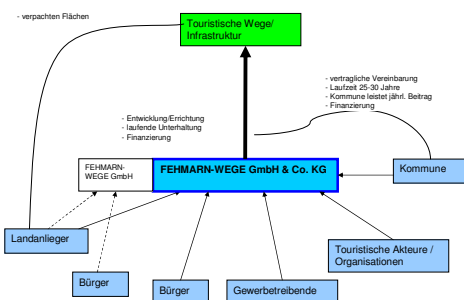 - verpachten Flächen
Touristische Wege/
Infrastruktur
- vertragliche Vereinbarung
- Laufzeit 25-30 Jahre
- Kommune leistet jährl. Beitrag
- Finanzierung
- Entwicklung/Errichtung
- laufende Unterhaltung
- Finanzierung
FEHMARN-
WEGE GmbH
FEHMARN-WEGE GmbH & Co. KG
Kommune
Landanlieger
Touristische Akteure /
Organisationen
Bürger
Bürger
Gewerbetreibende